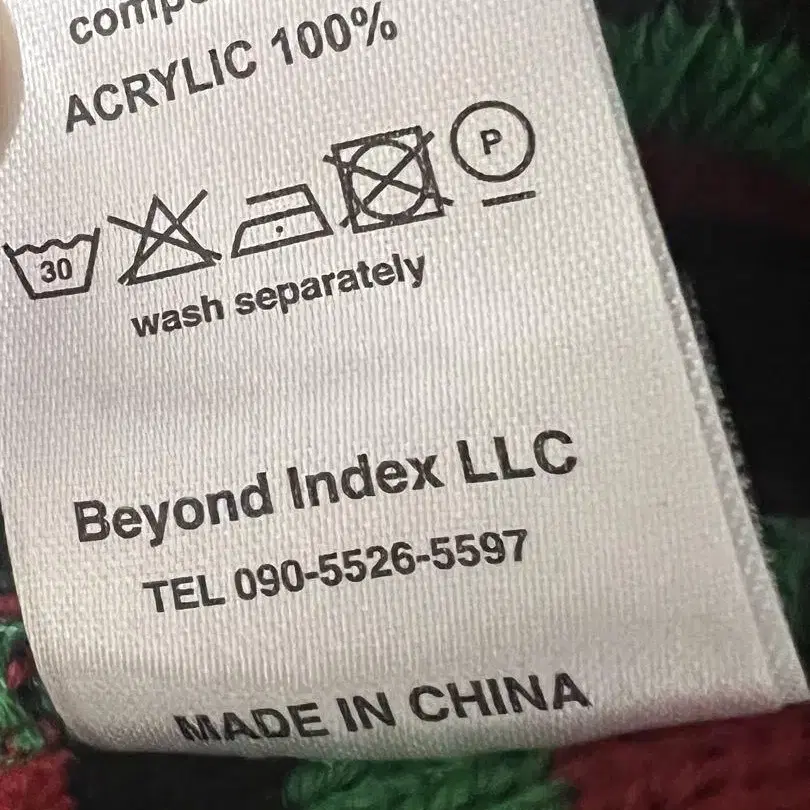 ACRYLIC 100%
P
30
wash separately
Beyond Index LLC
TEL 090-5526-5597
MADE IN CHINA